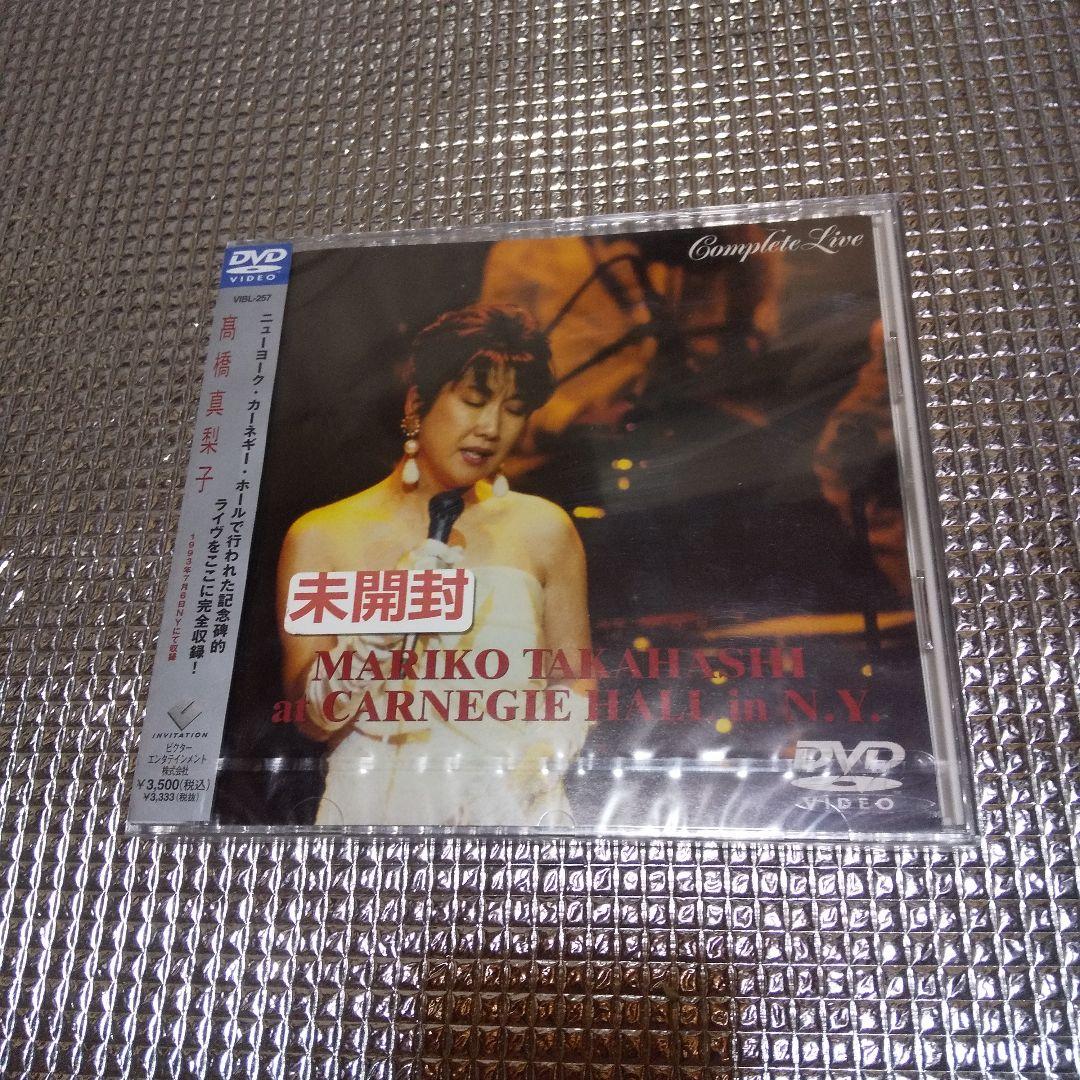 DVD
VIDEO
VIBL-257
髙橋真梨子
ニューヨーク・カーネギー・ホールで行われた記念碑的
ライヴをここに完全収録!
1993年7月6日NYにて収録
INVITATION
ビクター
エンタテインメント
株式会社
¥3,500(税込)
¥3,333(税抜)
Complete Live
未開封
MARIKO TAKAHASHI
at CARNEGIE HALL in N.Y.
DVD
VIDEO